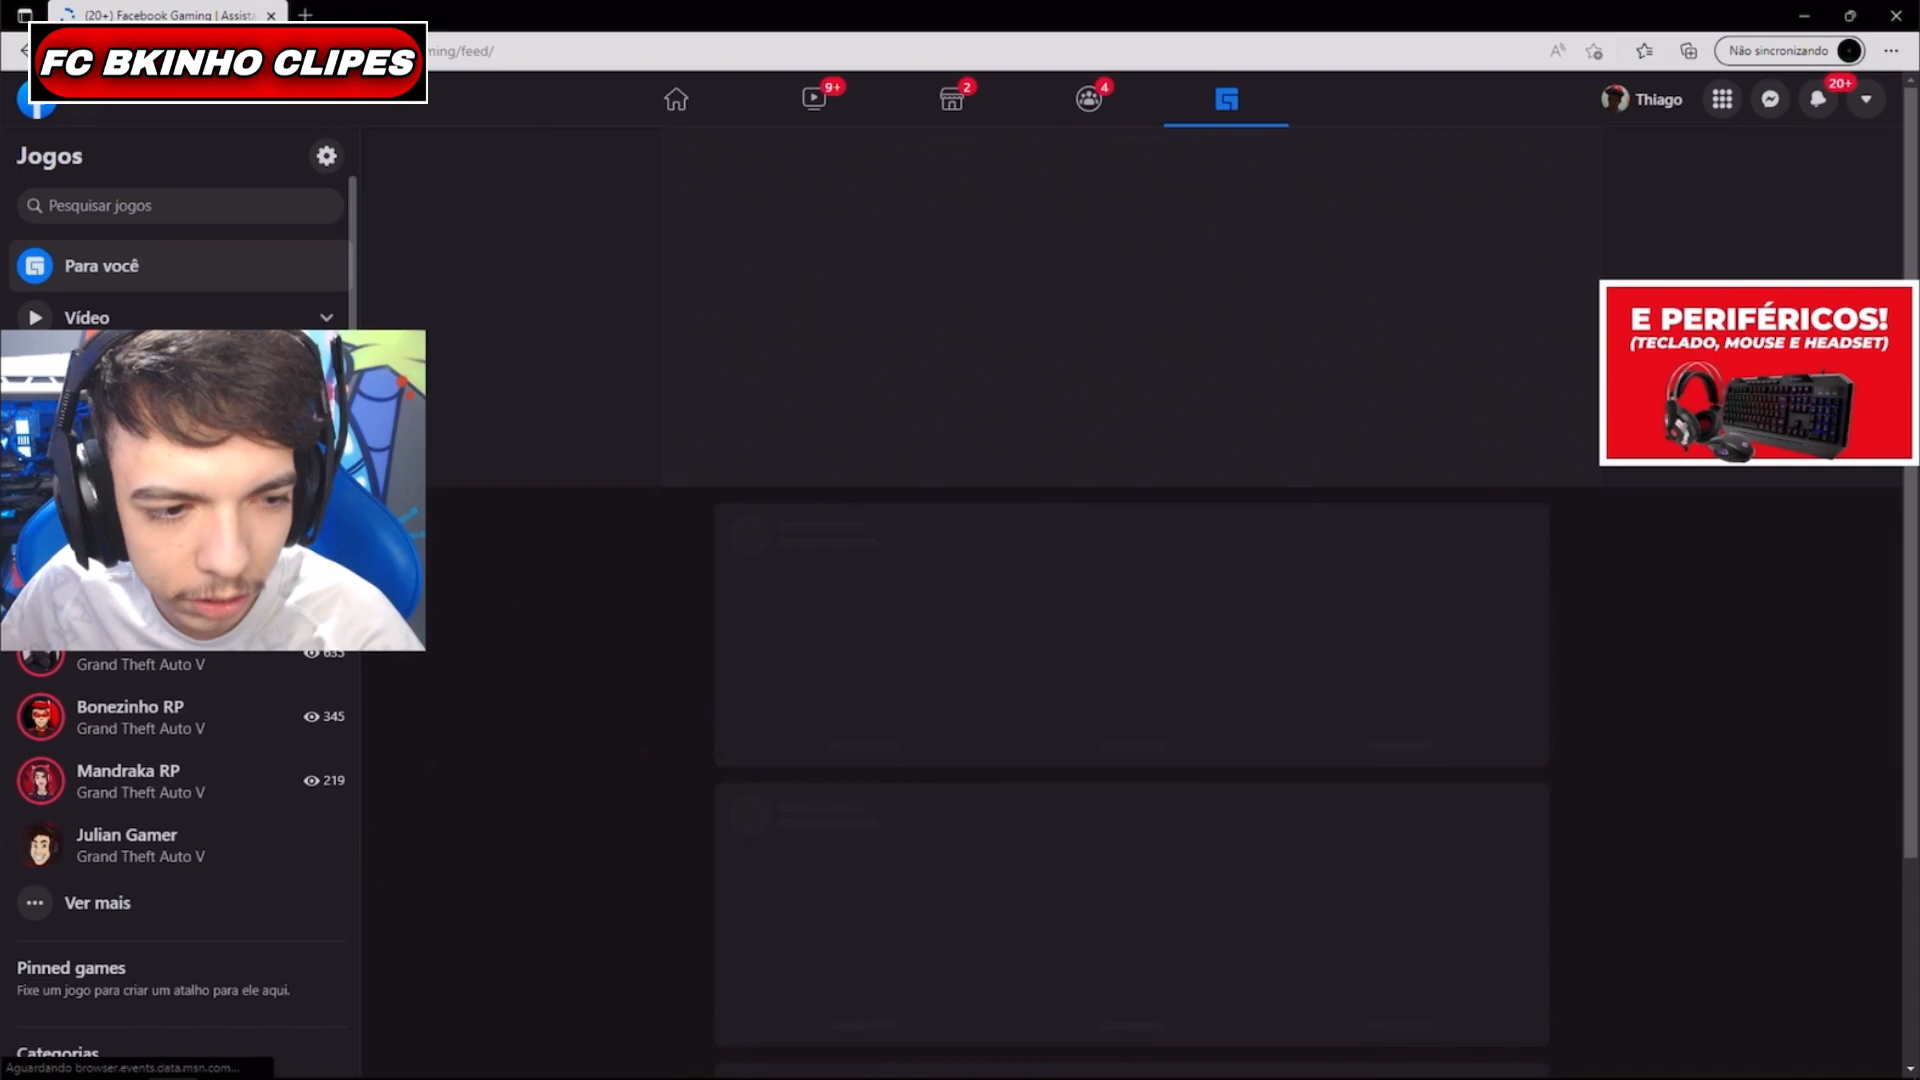 (20+) Facebook Gaming | Assist
FC BKINHO CLIPES
ming/feed/
Não sincronizando
9+
2
4
Thiago
20+
Jogos
Pesquisar jogos
Para você
Vídeo
E PERIFÉRICOS!
(TECLADO, MOUSE E HEADSET)
Grand Theft Auto V
Bonezinho RP
345
Grand Theft Auto V
Mandraka RP
219
Grand Theft Auto V
Julian Gamer
Grand Theft Auto V
Ver mais
Pinned games
Fixe um jogo para criar um atalho para ele aqui.
Categorias
Aguardando browser.events.data.msn.com...